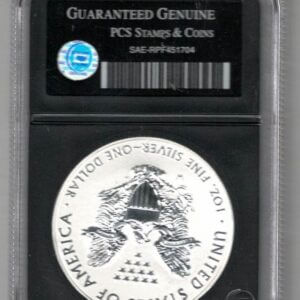 GUARANTEED GENUINE
PCS STAMPS & COINS
SAE-RPF451704
UNITED STATES OF AMERICA
1 OZ. FINE SILVER~ONE DOLLAR